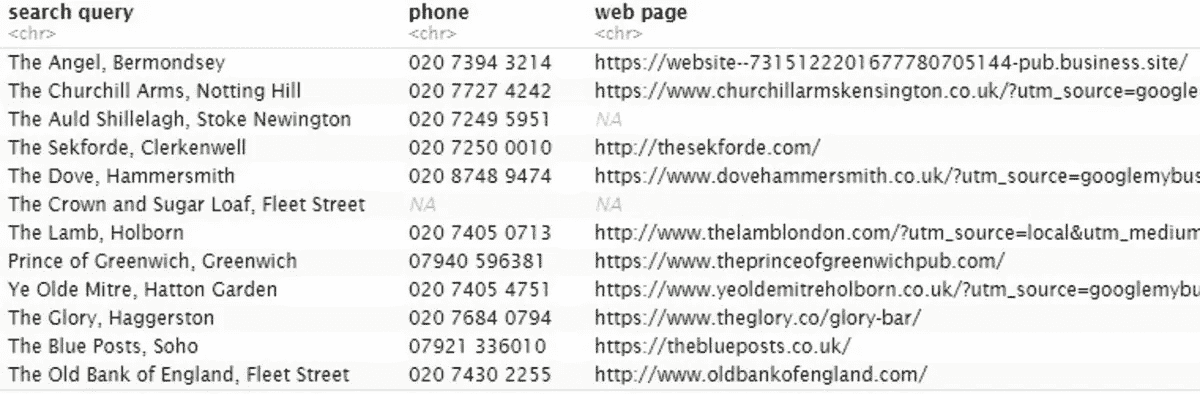 search query phone web page
<chr> <chr> <chr>
The Angel, Bermondsey 020 7394 3214 https://website--7315122201677780705144-pub.business.site/
The Churchill Arms, Notting Hill 020 7727 4242 https://www.churchillarmskensington.co.uk/?utm_source=google
The Auld Shillelagh, Stoke Newington 020 7249 5951 NA
The Sekforde, Clerkenwell 020 7250 0010 http://thesekforde.com/
The Dove, Hammersmith 020 8748 9474 https://www.dovehammersmith.co.uk/?utm_source=googlemybus
The Crown and Sugar Loaf, Fleet Street NA NA
The Lamb, Holborn 020 7405 0713 http://www.thelamblondon.com/?utm_source=local&utm_medium
Prince of Greenwich, Greenwich 07940 596381 https://www.theprinceofgreenwichpub.com/
Ye Olde Mitre, Hatton Garden 020 7405 4751 https://www.yeoldemitreholborn.co.uk/?utm_source=googlemybu
The Glory, Haggerston 020 7684 0794 https://www.theglory.co/glory-bar/
The Blue Posts, Soho 07921 336010 https://theblueposts.co.uk/
The Old Bank of England, Fleet Street 020 7430 2255 http://www.oldbankofengland.com/